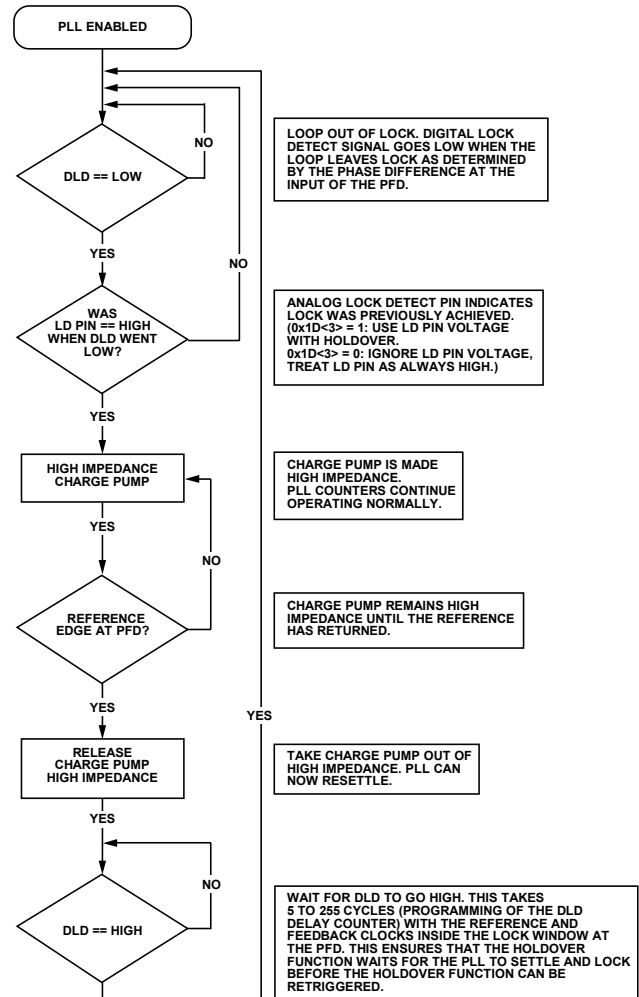 PLL ENABLED
NO
DLD == LOW
LOOP OUT OF LOCK. DIGITAL LOCK
DETECT SIGNAL GOES LOW WHEN THE
LOOP LEAVES LOCK AS DETERMINED
BY THE PHASE DIFFERENCE AT THE
INPUT OF THE PFD.
YES
NO
WAS
LD PIN == HIGH
WHEN DLD WENT
LOW?
ANALOG LOCK DETECT PIN INDICATES
LOCK WAS PREVIOUSLY ACHIEVED.
(0x1D<3> = 1: USE LD PIN VOLTAGE
WITH HOLDOVER.
0x1D<3> = 0: IGNORE LD PIN VOLTAGE,
TREAT LD PIN AS ALWAYS HIGH.)
YES
HIGH IMPEDANCE
CHARGE PUMP
CHARGE PUMP IS MADE
HIGH IMPEDANCE.
PLL COUNTERS CONTINUE
OPERATING NORMALLY.
YES
NO
REFERENCE
EDGE AT PFD?
CHARGE PUMP REMAINS HIGH
IMPEDANCE UNTIL THE REFERENCE
HAS RETURNED.
YES
YES
RELEASE
CHARGE PUMP
HIGH IMPEDANCE
TAKE CHARGE PUMP OUT OF
HIGH IMPEDANCE. PLL CAN
NOW RESETTLE.
YES
NO
DLD == HIGH
WAIT FOR DLD TO GO HIGH. THIS TAKES
5 TO 255 CYCLES (PROGRAMMING OF THE DLD
DELAY COUNTER) WITH THE REFERENCE AND
FEEDBACK CLOCKS INSIDE THE LOCK WINDOW AT
THE PFD. THIS ENSURES THAT THE HOLDOVER
FUNCTION WAITS FOR THE PLL TO SETTLE AND LOCK
BEFORE THE HOLDOVER FUNCTION CAN BE
RETRIGGERED.